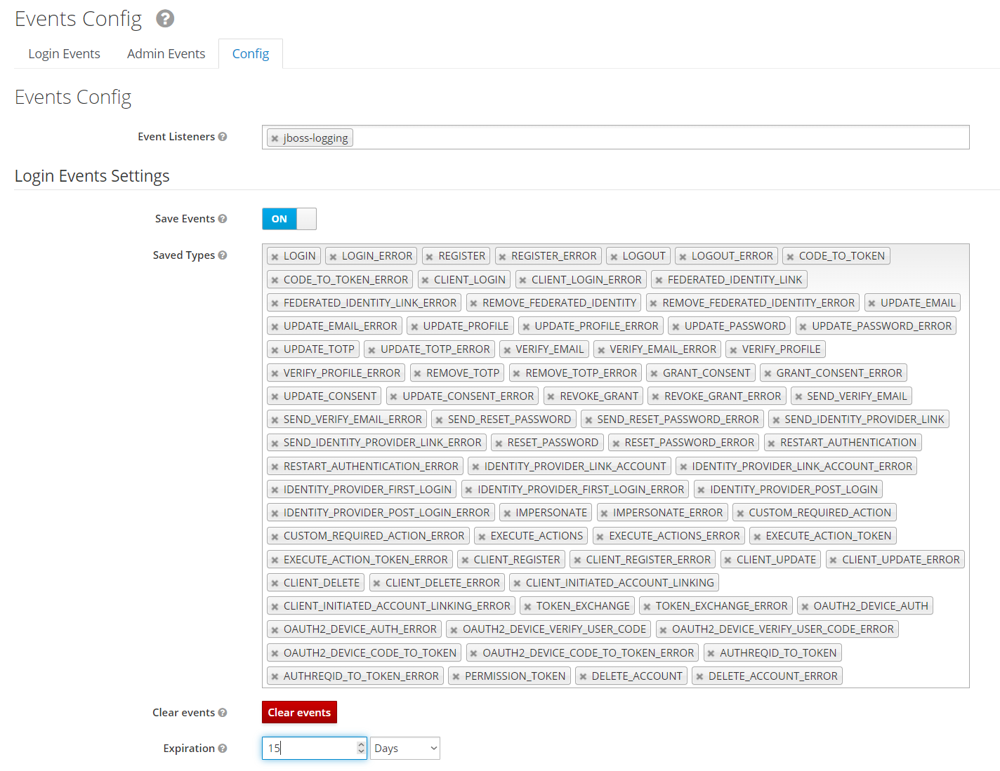 Events Config
Login Events Admin Events Config
Events Config
Event Listeners jboss-logging
Login Events Settings
Save Events ON
Saved Types LOGIN LOGIN_ERROR REGISTER REGISTER_ERROR LOGOUT LOGOUT_ERROR CODE_TO_TOKEN
CODE_TO_TOKEN_ERROR CLIENT_LOGIN CLIENT_LOGIN_ERROR FEDERATED_IDENTITY_LINK
FEDERATED_IDENTITY_LINK_ERROR REMOVE_FEDERATED_IDENTITY REMOVE_FEDERATED_IDENTITY_ERROR UPDATE_EMAIL
UPDATE_EMAIL_ERROR UPDATE_PROFILE UPDATE_PROFILE_ERROR UPDATE_PASSWORD UPDATE_PASSWORD_ERROR
UPDATE_TOTP UPDATE_TOTP_ERROR VERIFY_EMAIL VERIFY_EMAIL_ERROR VERIFY_PROFILE
VERIFY_PROFILE_ERROR REMOVE_TOTP REMOVE_TOTP_ERROR GRANT_CONSENT GRANT_CONSENT_ERROR
UPDATE_CONSENT UPDATE_CONSENT_ERROR REVOKE_GRANT REVOKE_GRANT_ERROR SEND_VERIFY_EMAIL
SEND_VERIFY_EMAIL_ERROR SEND_RESET_PASSWORD SEND_RESET_PASSWORD_ERROR SEND_IDENTITY_PROVIDER_LINK
SEND_IDENTITY_PROVIDER_LINK_ERROR RESET_PASSWORD RESET_PASSWORD_ERROR RESTART_AUTHENTICATION
RESTART_AUTHENTICATION_ERROR IDENTITY_PROVIDER_LINK_ACCOUNT IDENTITY_PROVIDER_LINK_ACCOUNT_ERROR
IDENTITY_PROVIDER_FIRST_LOGIN IDENTITY_PROVIDER_FIRST_LOGIN_ERROR IDENTITY_PROVIDER_POST_LOGIN
IDENTITY_PROVIDER_POST_LOGIN_ERROR IMPERSONATE IMPERSONATE_ERROR CUSTOM_REQUIRED_ACTION
CUSTOM_REQUIRED_ACTION_ERROR EXECUTE_ACTIONS EXECUTE_ACTIONS_ERROR EXECUTE_ACTION_TOKEN
EXECUTE_ACTION_TOKEN_ERROR CLIENT_REGISTER CLIENT_REGISTER_ERROR CLIENT_UPDATE CLIENT_UPDATE_ERROR
CLIENT_DELETE CLIENT_DELETE_ERROR CLIENT_INITIATED_ACCOUNT_LINKING
CLIENT_INITIATED_ACCOUNT_LINKING_ERROR TOKEN_EXCHANGE TOKEN_EXCHANGE_ERROR OAUTH2_DEVICE_AUTH
OAUTH2_DEVICE_AUTH_ERROR OAUTH2_DEVICE_VERIFY_USER_CODE OAUTH2_DEVICE_VERIFY_USER_CODE_ERROR
OAUTH2_DEVICE_CODE_TO_TOKEN OAUTH2_DEVICE_CODE_TO_TOKEN_ERROR AUTHREQID_TO_TOKEN
AUTHREQID_TO_TOKEN_ERROR PERMISSION_TOKEN DELETE_ACCOUNT DELETE_ACCOUNT_ERROR
Clear events Clear events
Expiration 15 Days